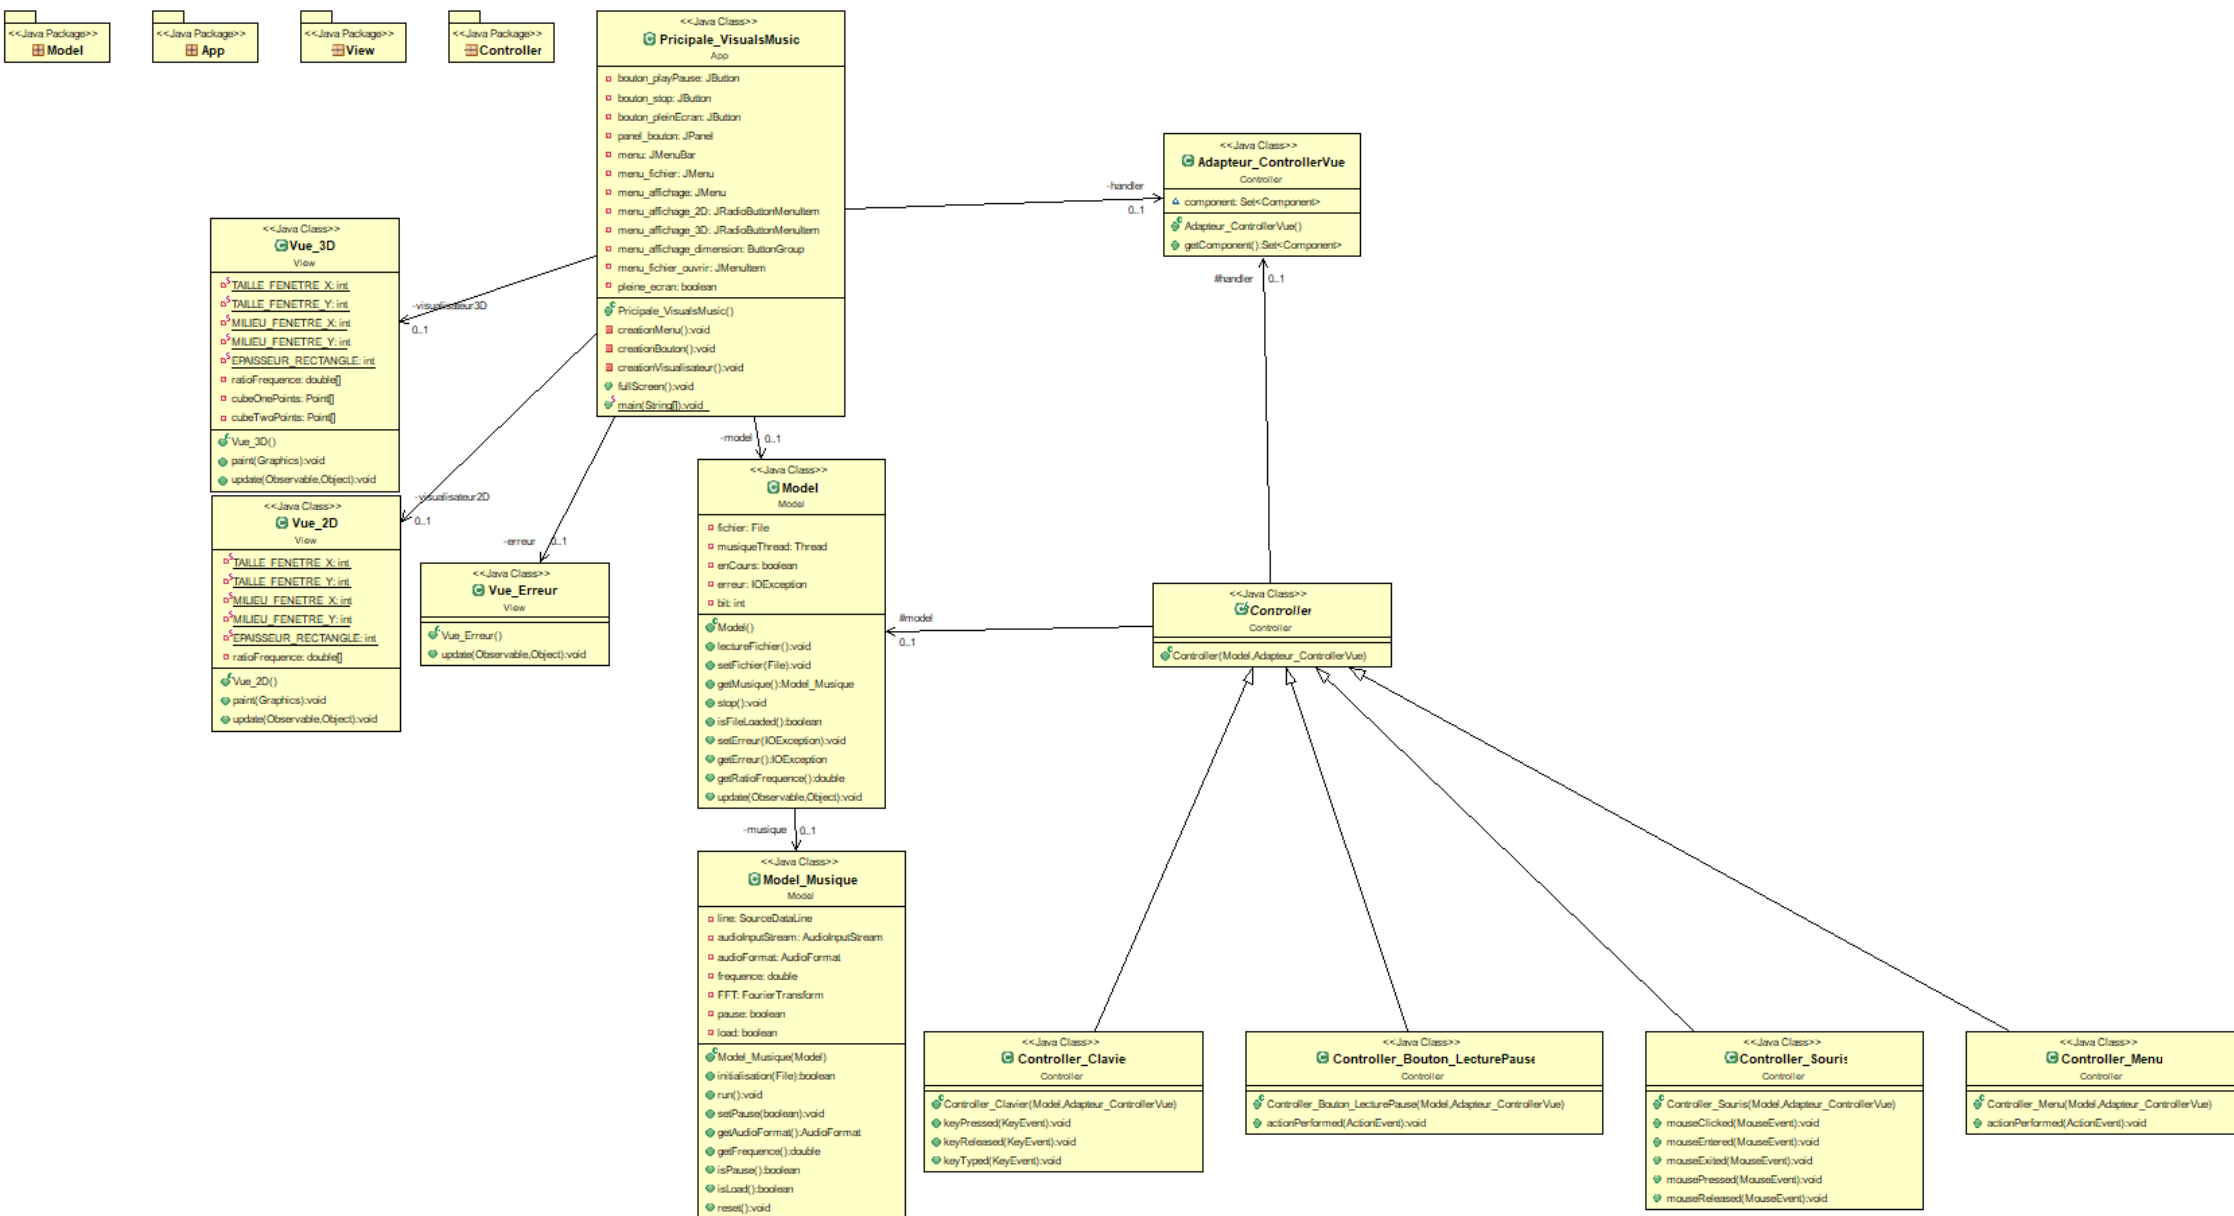 <<Java Package>>
Model
<<Java Package>>
App
<<Java Package>>
View
<<Java Package>>
Controller
<<Java Class>>
Pricipale_VisualsMusic
App
bouton_playPause: JButton
bouton_stop: JButton
bouton_pleinEcran: JButton
panel_bouton: JPanel
menu: JMenuBar
menu_fichier: JMenu
menu_affichage: JMenu
menu_affichage_2D: JRadioButtonMenuItem
menu_affichage_3D: JRadioButtonMenuItem
menu_affichage_dimension: ButtonGroup
menu_fichier_ouvrir: JMenuItem
pleine_ecran: boolean
Pricipale_VisualsMusic()
creationMenu():void
creationBouton():void
creationVisualisateur():void
fullScreen():void
main(String[]):void
-handler
0..1
<<Java Class>>
Adapteur_ControllerVue
Controller
component: Set<Component>
Adapteur_ControllerVue()
getComponent():Set<Component>
#handler
0..1
<<Java Class>>
Vue_3D
View
TAILLE_FENETRE_X: int
TAILLE_FENETRE_Y: int
MILIEU_FENETRE_X: int
MILIEU_FENETRE_Y: int
EPAISSEUR_RECTANGLE: int
ratioFrequence: double[]
cubeOnePoints: Point[]
cubeTwoPoints: Point[]
Vue_3D()
paint(Graphics):void
update(Observable,Object):void
-visualisateur3D
0..1
<<Java Class>>
Vue_2D
View
TAILLE_FENETRE_X: int
TAILLE_FENETRE_Y: int
MILIEU_FENETRE_X: int
MILIEU_FENETRE_Y: int
EPAISSEUR_RECTANGLE: int
ratioFrequence: double[]
Vue_2D()
paint(Graphics):void
update(Observable,Object):void
-visualisateur2D
0..1
-erreur
0..1
<<Java Class>>
Vue_Erreur
View
Vue_Erreur()
update(Observable,Object):void
-model
0..1
<<Java Class>>
Model
Model
fichier: File
musiqueThread: Thread
enCours: boolean
erreur: IOException
bit: int
Model()
lectureFichier():void
setFichier(File):void
getMusique():Model_Musique
stop():void
isFileLoaded():boolean
setErreur(IOException):void
getErreur():IOException
getRatioFrequence():double
update(Observable,Object):void
#model
0..1
<<Java Class>>
Controller
Controller
Controller(Model,Adapteur_ControllerVue)
-musique
0..1
<<Java Class>>
Model_Musique
Model
line: SourceDataLine
audioInputStream: AudioInputStream
audioFormat: AudioFormat
frequence: double
FFT: FourierTransform
pause: boolean
load: boolean
Model_Musique(Model)
initialisation(File):boolean
run():void
setPause(boolean):void
getAudioFormat():AudioFormat
getFrequence():double
isPause():boolean
isLoad():boolean
reset():void
<<Java Class>>
Controller_Clavie
Controller
Controller_Clavier(Model,Adapteur_ControllerVue)
keyPressed(KeyEvent):void
keyReleased(KeyEvent):void
keyTyped(KeyEvent):void
<<Java Class>>
Controller_Bouton_LecturePause
Controller
Controller_Bouton_LecturePause(Model,Adapteur_ControllerVue)
actionPerformed(ActionEvent):void
<<Java Class>>
Controller_Souris
Controller
Controller_Souris(Model,Adapteur_ControllerVue)
mouseClicked(MouseEvent):void
mouseEntered(MouseEvent):void
mouseExited(MouseEvent):void
mousePressed(MouseEvent):void
mouseReleased(MouseEvent):void
<<Java Class>>
Controller_Menu
Controller
Controller_Menu(Model,Adapteur_ControllerVue)
actionPerformed(ActionEvent):void